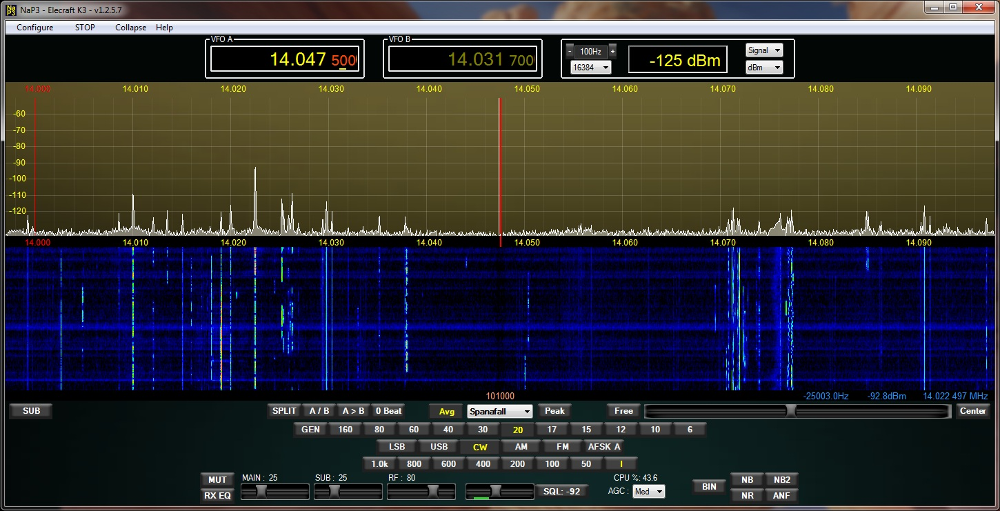 NaP3 NaP3 - Elecraft K3 - v1.2.5.7
Configure STOP Collapse Help
VFO A VFO B
14.047 500 14.031 700 - 100Hz + 16384 -125 dBm Signal dBm
14.000 14.010 14.020 14.030 14.040 14.050 14.060 14.070 14.080 14.090
-60
-70
-80
-90
-100
-110
-120
14.000 14.010 14.020 14.030 14.040 14.050 14.060 14.070 14.080 14.090
101000 -25003.0Hz -92.8dBm 14.022 497 MHz
SUB SPLIT A / B A > B 0 Beat Avg Spanafall Peak Free Center
GEN 160 80 60 40 30 20 17 15 12 10 6
LSB USB CW AM FM AFSK A
1.0k 800 600 400 200 100 50 I
MUT MAIN : 25 SUB : 25 RF : 80 CPU %: 43.6 NB NB2
RX EQ SQL: -92 AGC : Med BIN NR ANF